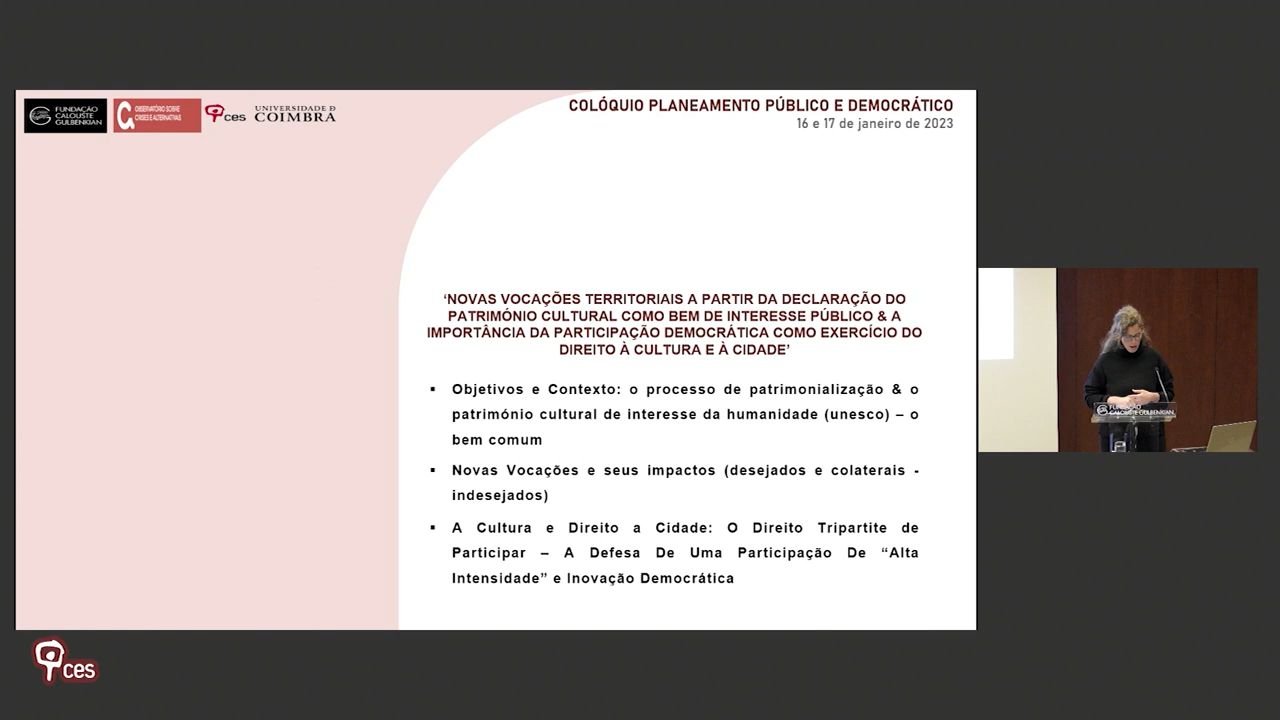 FUNDAÇÃO
CALOUSTE
GULBENKIAN
OBSERVATÓRIO SOBRE
CRISES E ALTERNATIVAS
ces
UNIVERSIDADE D
COIMBRA
COLÓQUIO PLANEAMENTO PÚBLICO E DEMOCRÁTICO
16 e 17 de janeiro de 2023
‘NOVAS VOCAÇÕES TERRITORIAIS A PARTIR DA DECLARAÇÃO DO
PATRIMÓNIO CULTURAL COMO BEM DE INTERESSE PÚBLICO & A
IMPORTÂNCIA DA PARTICIPAÇÃO DEMOCRÁTICA COMO EXERCÍCIO DO
DIREITO À CULTURA E À CIDADE’
▪ Objetivos e Contexto: o processo de patrimonialização & o
património cultural de interesse da humanidade (unesco) – o
bem comum
▪ Novas Vocações e seus impactos (desejados e colaterais -
indesejados)
▪ A Cultura e Direito a Cidade: O Direito Tripartite de
Participar – A Defesa De Uma Participação De “Alta
Intensidade” e Inovação Democrática
FUNDAÇÃO
CALOUSTE GULBENKIAN
ces